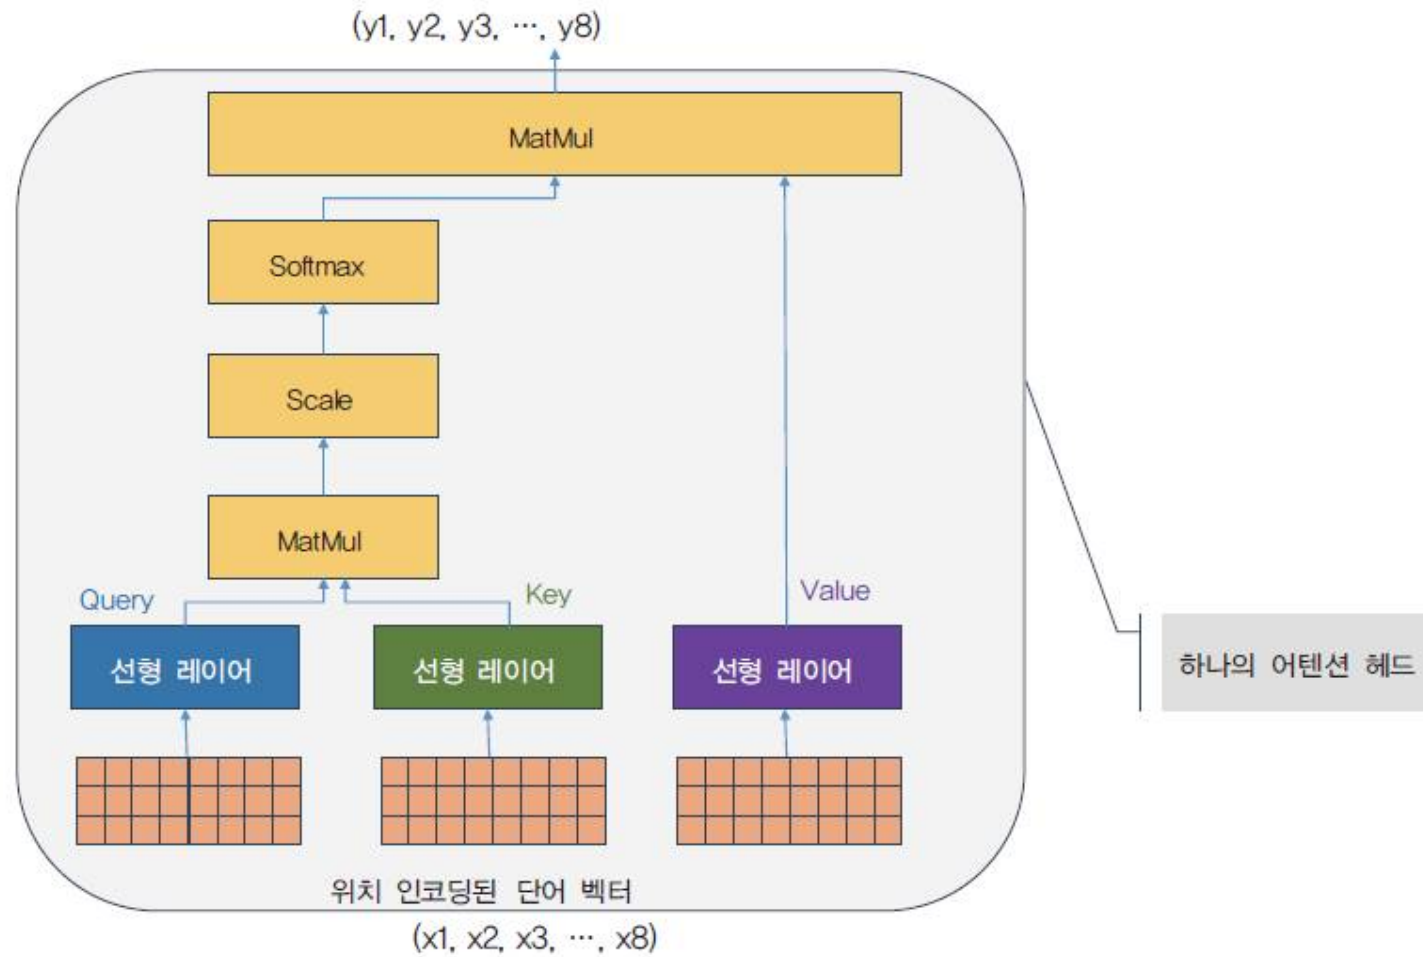 (y1, y2, y3, …, y8)
MatMul
Softmax
Scale
MatMul
Query
Key
Value
선형 레이어
선형 레이어
선형 레이어
하나의 어텐션 헤드
위치 인코딩된 단어 벡터
(x1, x2, x3, …, x8)